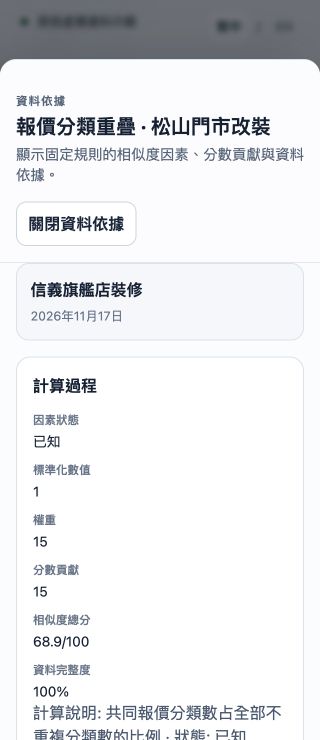 資料依據
報價分類重疊 · 松山門市改裝
顯示固定規則的相似度因素、分數貢獻與資料
依據。
關閉資料依據
信義旗艦店裝修
2026年11月17日
計算過程
因素狀態
已知
標準化數值
1
權重
15
分數貢獻
15
相似度總分
68.9/100
資料完整度
100%
計算說明: 共同報價分類數占全部不
重複分類數的比例 · 狀態: 已知